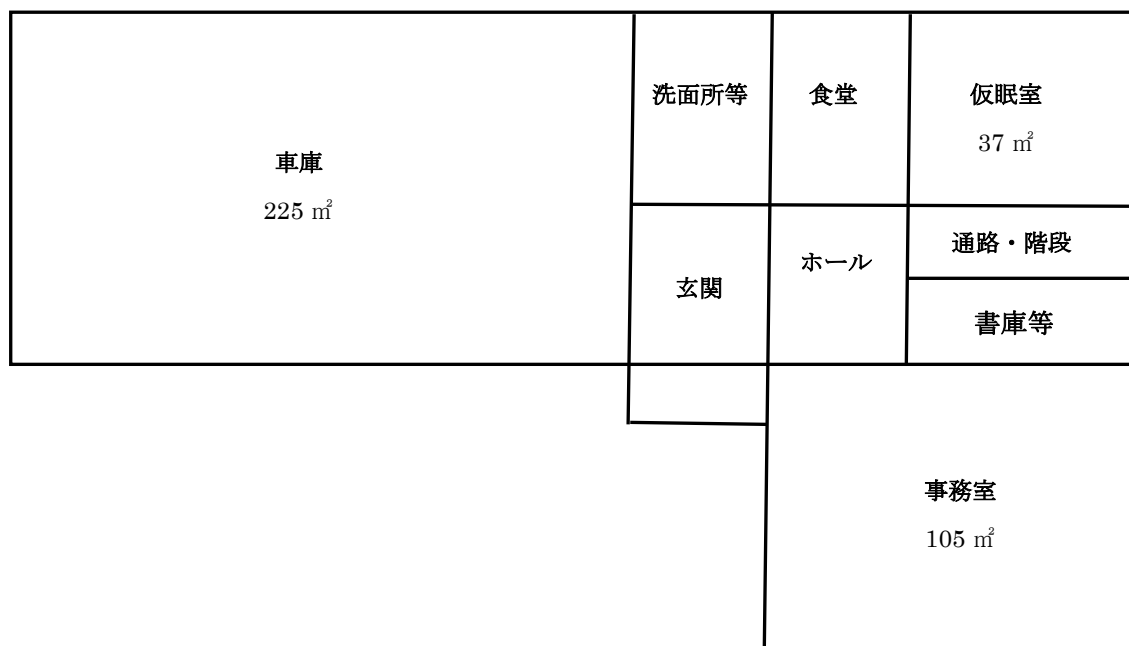 洗面所等
食堂
仮眠室
37 ㎡
車庫
225 ㎡
通路・階段
ホール
玄関
書庫等
事務室
105 ㎡